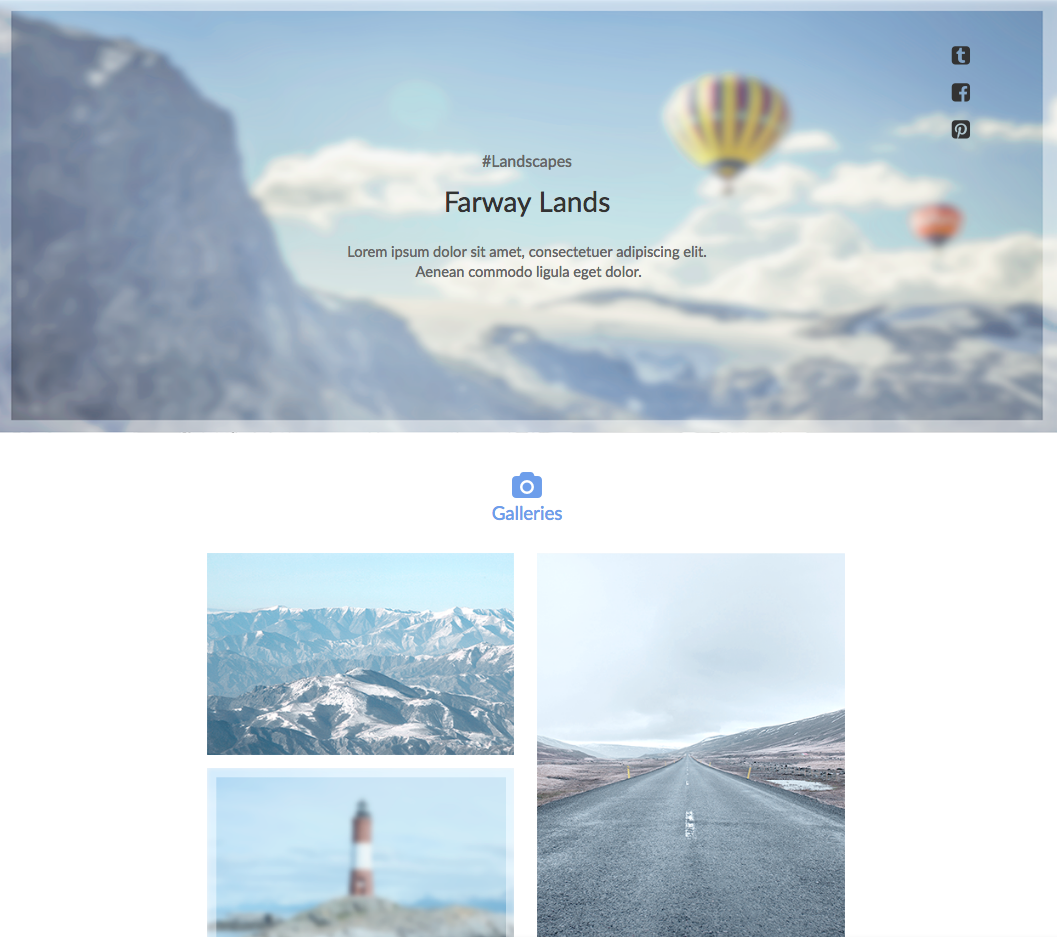 #Landscapes
Farway Lands
Lorem ipsum dolor sit amet, consectetuer adipiscing elit.
Aenean commodo ligula eget dolor.
Galleries